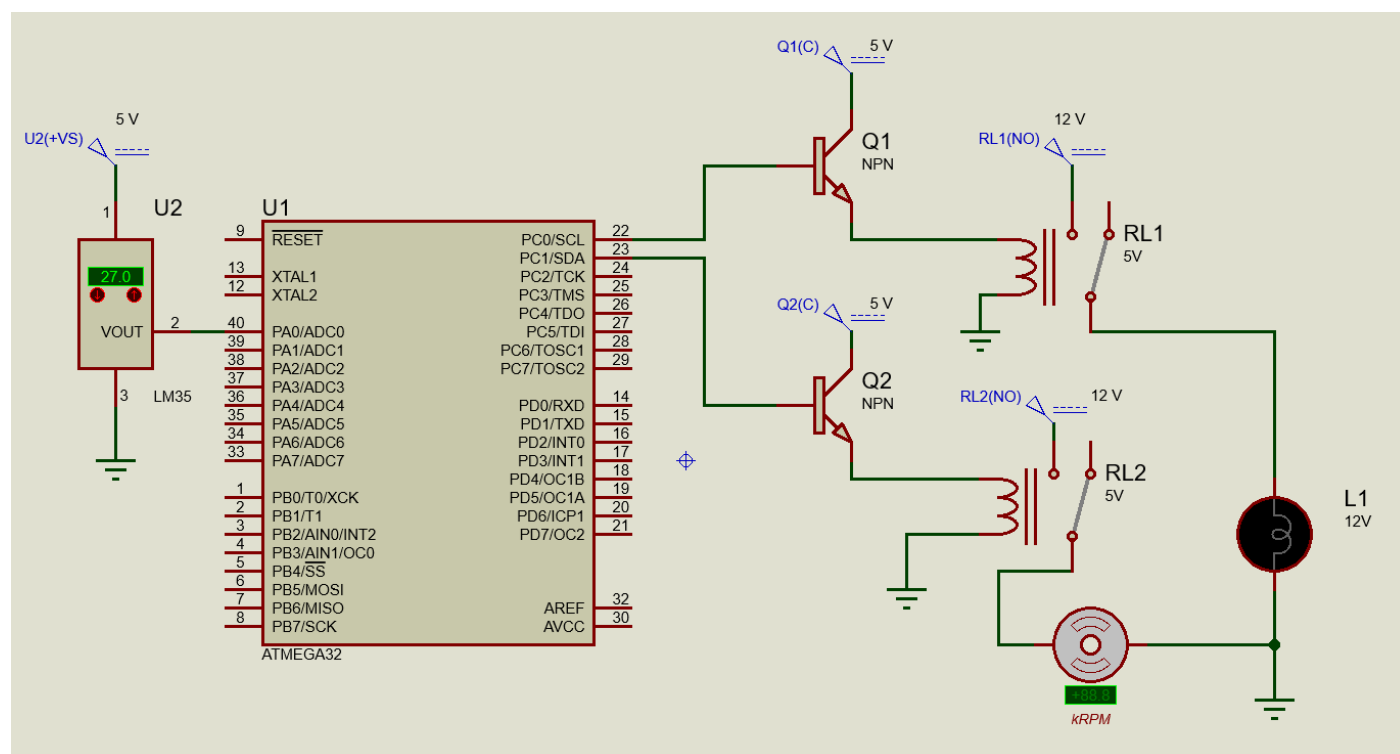 Q1(C)
5 V
Q1
NPN
5 V
U2(+VS)
12 V
RL1(NO)
1
U2
27.0
VOUT
2
3
LM35
U1
9
RESET
13
XTAL1
12
XTAL2
40
PA0/ADC0
39
PA1/ADC1
38
PA2/ADC2
37
PA3/ADC3
36
PA4/ADC4
35
PA5/ADC5
34
PA6/ADC6
33
PA7/ADC7
1
PB0/T0/XCK
2
PB1/T1
3
PB2/AIN0/INT2
4
PB3/AIN1/OC0
5
PB4/SS
6
PB5/MOSI
7
PB6/MISO
8
PB7/SCK
PC0/SCL
22
PC1/SDA
23
PC2/TCK
24
PC3/TMS
25
PC4/TDO
26
PC5/TDI
27
PC6/TOSC1
28
PC7/TOSC2
29
PD0/RXD
14
PD1/TXD
15
PD2/INT0
16
PD3/INT1
17
PD4/OC1B
18
PD5/OC1A
19
PD6/ICP1
20
PD7/OC2
21
AREF
32
AVCC
30
ATMEGA32
RL1
5V
Q2(C)
5 V
Q2
NPN
RL2(NO)
12 V
RL2
5V
L1
12V
+88.8
kRPM